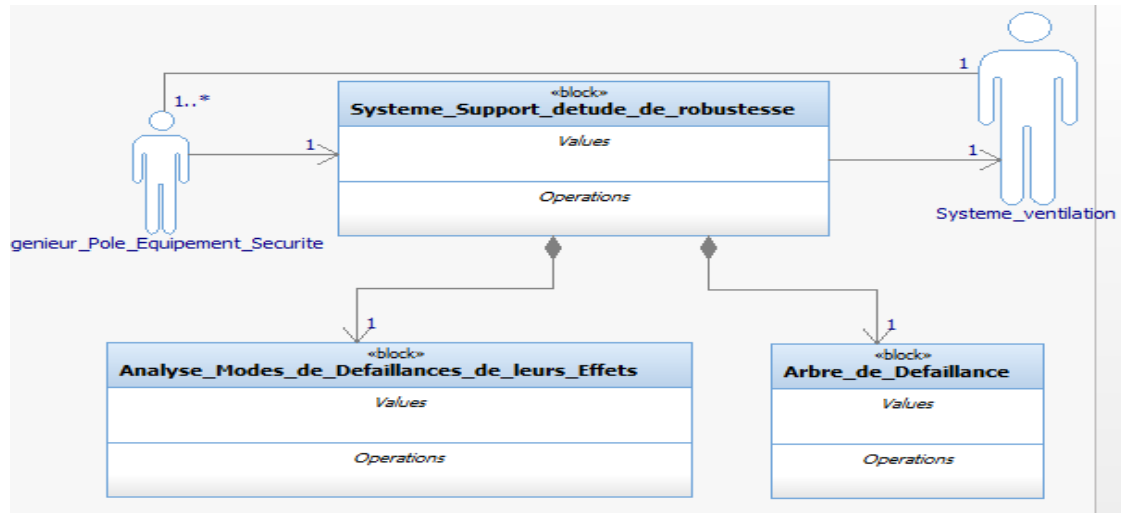 1
«block»
1..*
Systeme_Support_detude_de_robustesse
Values
1
1
Operations
Systeme_ventilation
genieur_Pole_Equipement_Securite
1
1
«block»
«block»
Analyse_Modes_de_Defaillances_de_leurs_Effets
Arbre_de_Defaillance
Values
Values
Operations
Operations